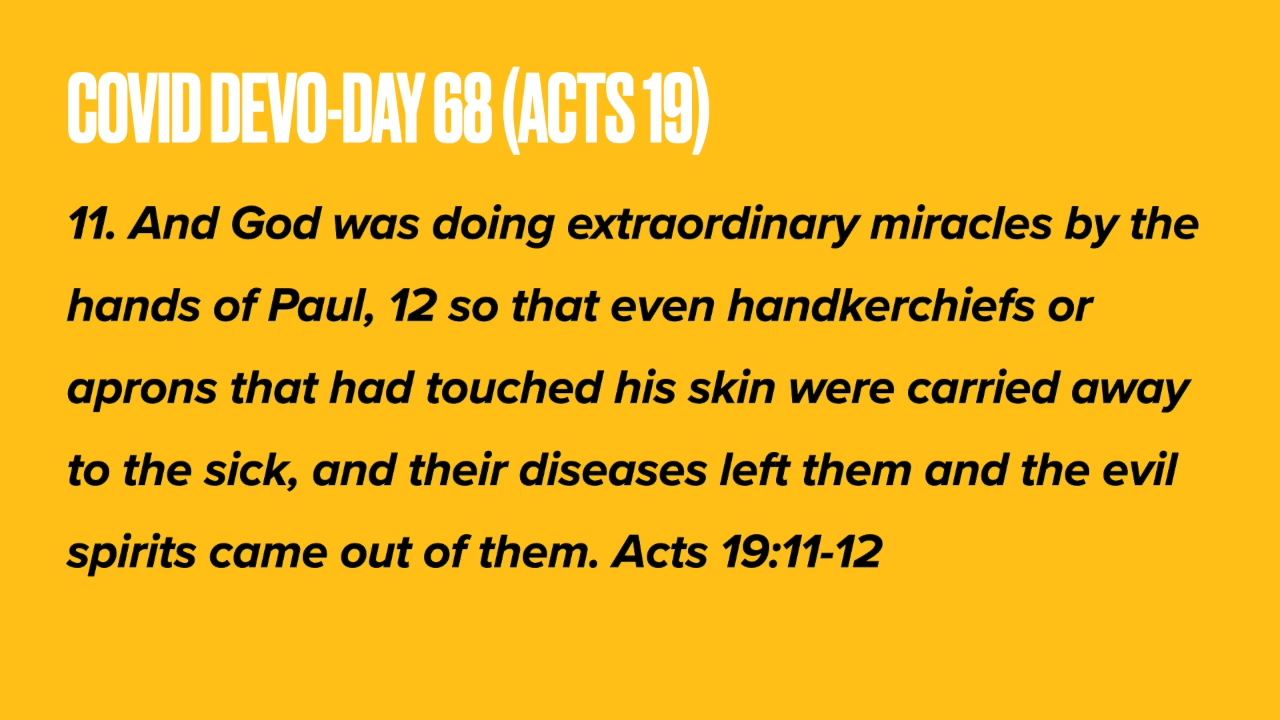 COVID DEVO-DAY 68 (ACTS 19)
11. And God was doing extraordinary miracles by the
hands of Paul, 12 so that even handkerchiefs or
aprons that had touched his skin were carried away
to the sick, and their diseases left them and the evil
spirits came out of them. Acts 19:11-12